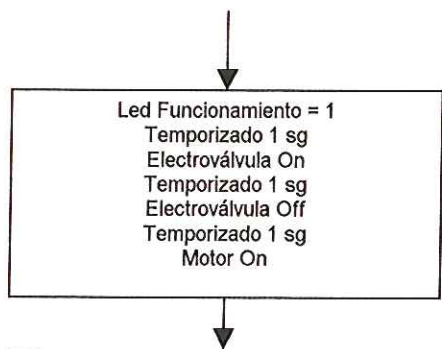 Led Funcionamiento = 1
Temporizado 1 sg
Electroválvula On
Temporizado 1 sg
Electroválvula Off
Temporizado 1 sg
Motor On